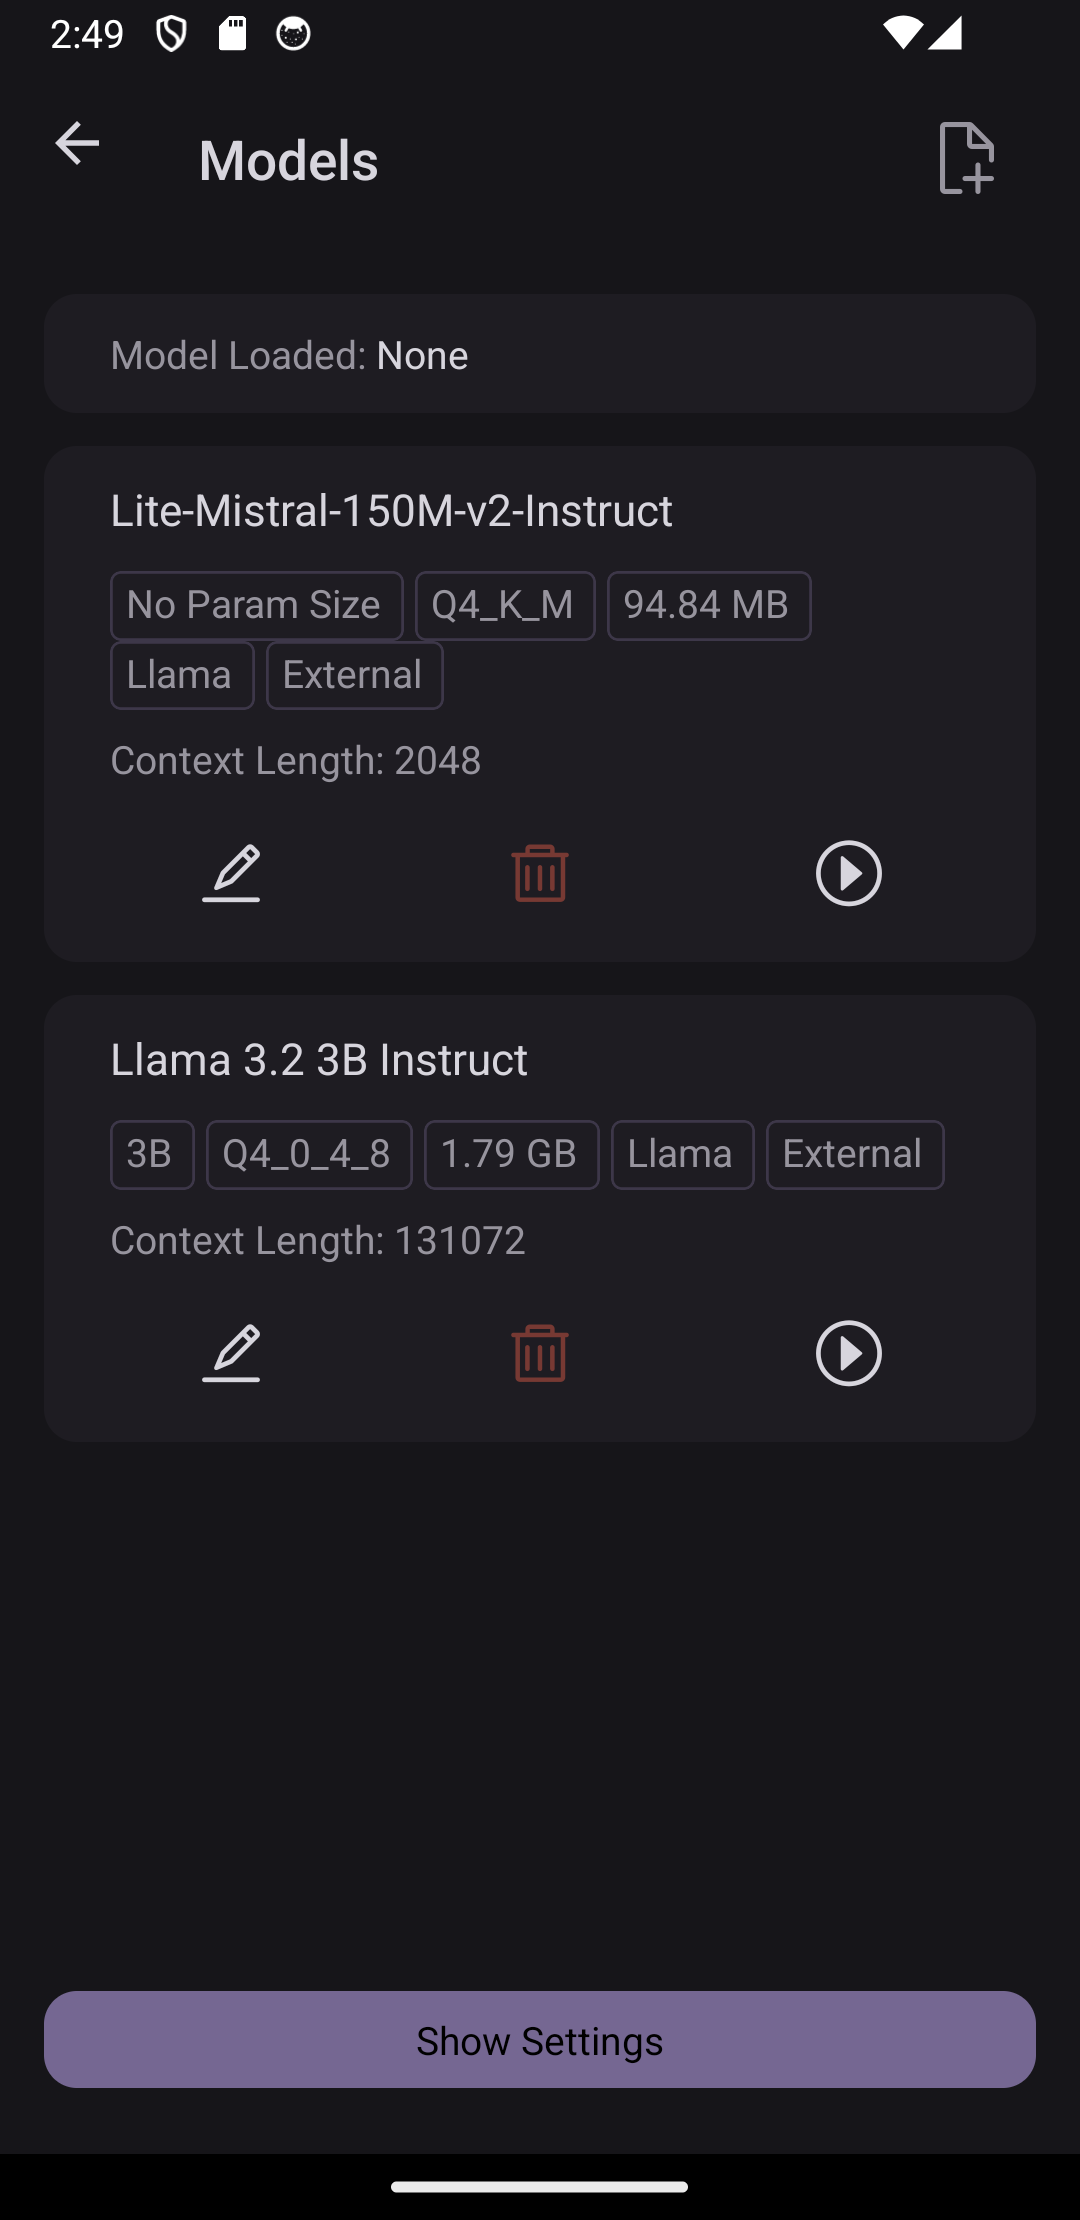 2:49
Models
Model Loaded: None
Lite-Mistral-150M-v2-Instruct
No Param Size Q4_K_M 94.84 MB
Llama External
Context Length: 2048
Llama 3.2 3B Instruct
3B Q4_0_4_8 1.79 GB Llama External
Context Length: 131072
Show Settings